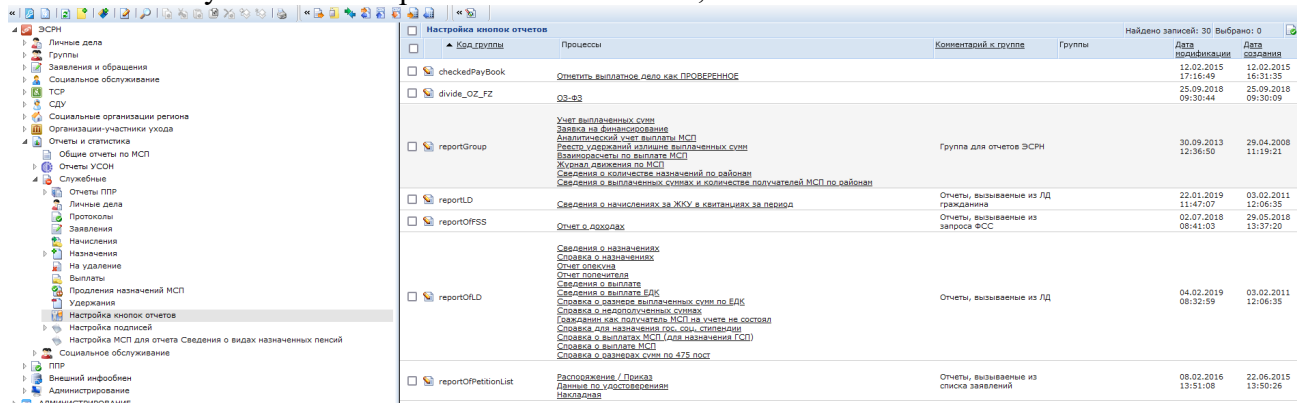 ЭСРН
Личные дела
Группы
Заявления и обращения
Социальное обслуживание
ТСР
СДУ
Социальные организации региона
Организации-участники ухода
Отчеты и статистика
Общие отчеты по МСП
Отчеты УСОН
Служебные
Отчеты ППР
Личные дела
Протоколы
Заявления
Начисления
Назначения
На удаление
Выплаты
Продления назначений МСП
Удержания
Настройка кнопок отчетов
Настройка подписей
Настройка МСП для отчета Сведения о видах назначенных пенсий
Социальное обслуживание
ППР
Внешний инфообмен
Администрирование
АДМИНИСТРИРОВАНИЕ
Настройка кнопок отчетов
Найдено записей: 30 Выбрано: 0
Код группы Процессы Комментарий к группе Группы Дата модификации Дата создания
checkedPayBook
Отметить выплатное дело как ПРОВЕРЕННОЕ
12.02.2015 17:16:49
12.02.2015 16:31:35
divide_OZ_FZ
ОЗ-ФЗ
25.09.2018 09:30:44
25.09.2018 09:30:09
reportGroup
Учет выплаченных сумм
Заявка на финансирование
Аналитический учет выплаты МСП
Реестр удержаний излишне выплаченных сумм
Взаиморасчеты по выплате МСП
Журнал движения по МСП
Сведения о количестве назначений по районам
Сведения о выплаченных суммах и количестве получателей МСП по районам
Группа для отчетов ЭСРН
30.09.2013 12:36:50
29.04.2008 11:19:21
reportLD
Сведения о начислениях за ЖКУ в квитанциях за период
Отчеты, вызываемые из ЛД
гражданина
22.01.2019 11:47:07
03.02.2011 12:06:35
reportOfFSS
Отчет о доходах
Отчеты, вызываемые из
запроса ФСС
02.07.2018 08:41:03
29.05.2018 13:37:20
reportOfLD
Сведения о назначениях
Справка о назначениях
Отчет опекуна
Отчет попечителя
Сведения о выплате
Сведения о выплате ЕДК
Справка о размере выплаченных сумм по ЕДК
Справка о недополученных суммах
Гражданин как получатель МСП на учете не состоял
Справка для назначения гос. соц. стипендии
Справка о выплатах МСП (для назначения ГСП)
Справка о выплате МСП
Справка о размерах сумм по 475 пост
Отчеты, вызываемые из ЛД
04.02.2019 08:32:59
03.02.2011 12:06:35
reportOfPetitionList
Распоряжение / Приказ
Данные по удостоверениям
Накладная
Отчеты, вызываемые из
списка заявлений
08.02.2016 13:51:08
22.06.2015 13:50:26